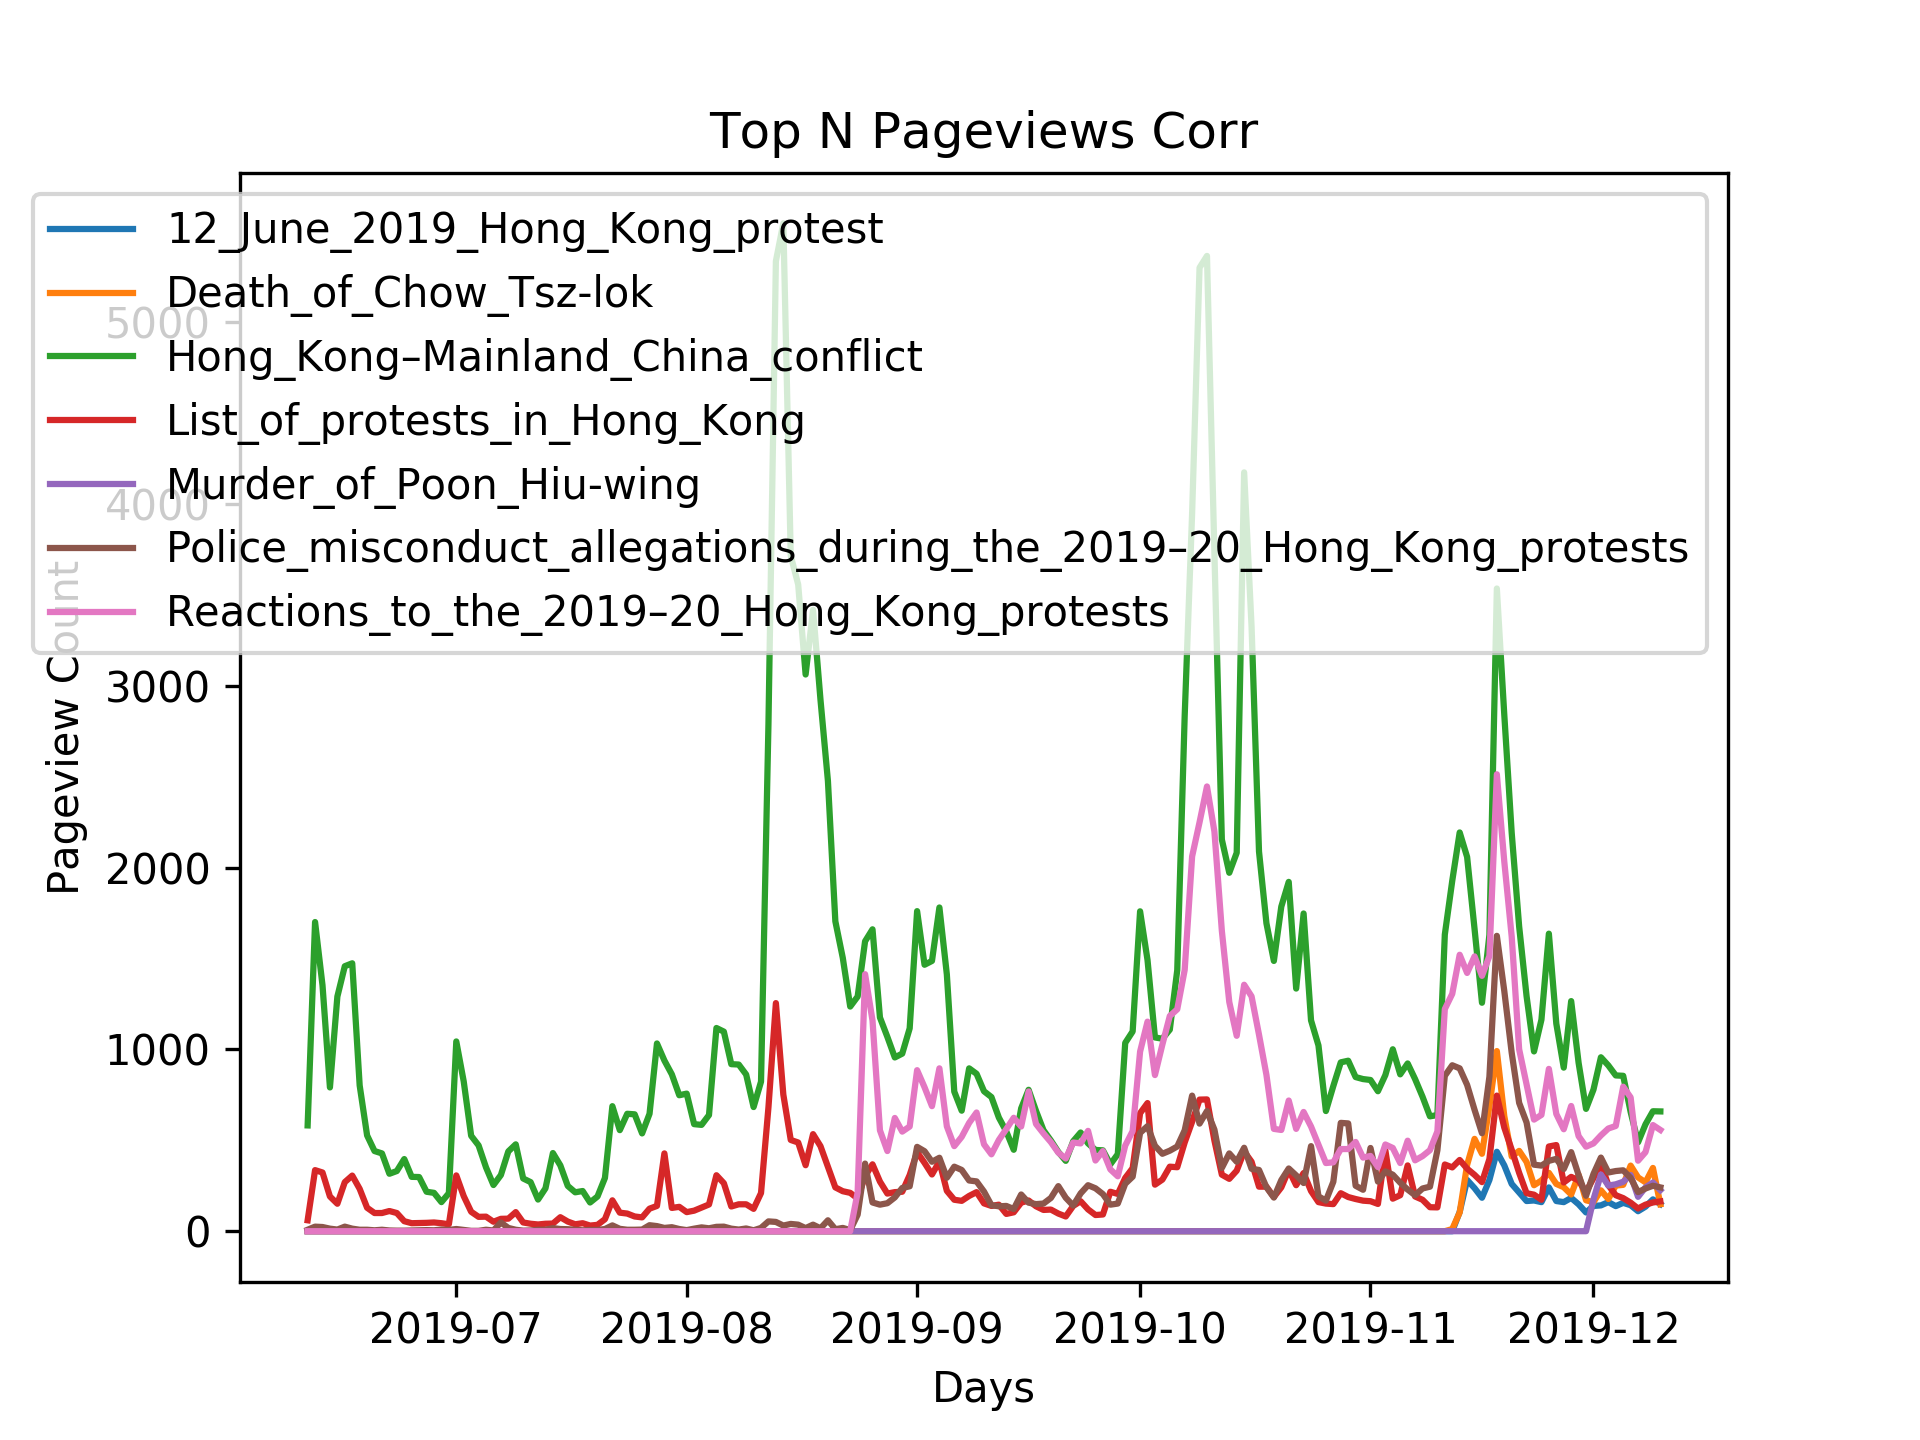 Top N Pageviews Corr
12_June_2019_Hong_Kong_protest
Death_of_Chow_Tsz-lok
Hong_Kong–Mainland_China_conflict
List_of_protests_in_Hong_Kong
Murder_of_Poon_Hiu-wing
Police_misconduct_allegations_during_the_2019–20_Hong_Kong_protests
Reactions_to_the_2019–20_Hong_Kong_protests
Pageview Count
5000
4000
3000
2000
1000
0
2019-07 2019-08 2019-09 2019-10 2019-11 2019-12
Days